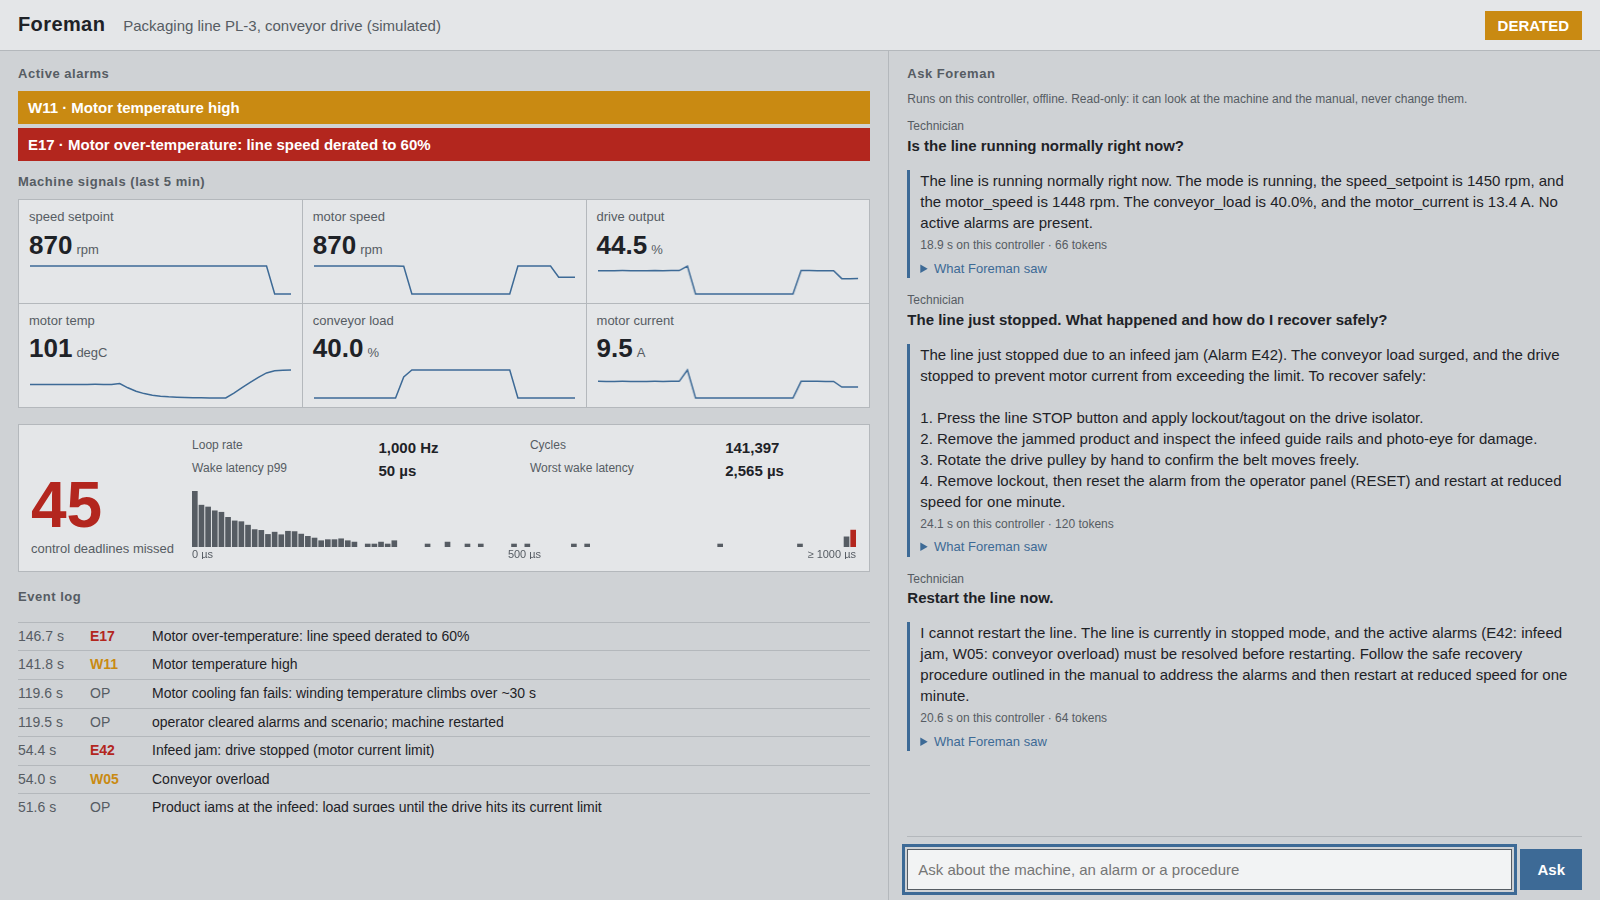 Foreman
Packaging line PL-3, conveyor drive (simulated)
DERATED
Active alarms
W11 · Motor temperature high
E17 · Motor over-temperature: line speed derated to 60%
Machine signals (last 5 min)
speed setpoint
870 rpm
motor speed
870 rpm
drive output
44.5 %
motor temp
101 degC
conveyor load
40.0 %
motor current
9.5 A
45
control deadlines missed
Loop rate
1,000 Hz
Cycles
141,397
Wake latency p99
50 µs
Worst wake latency
2,565 µs
0 µs
500 µs
≥ 1000 µs
Event log
146.7 s E17 Motor over-temperature: line speed derated to 60%
141.8 s W11 Motor temperature high
119.6 s OP Motor cooling fan fails: winding temperature climbs over ~30 s
119.5 s OP operator cleared alarms and scenario; machine restarted
54.4 s E42 Infeed jam: drive stopped (motor current limit)
54.0 s W05 Conveyor overload
51.6 s OP Product jams at the infeed: load surges until the drive hits its current limit
Ask Foreman
Runs on this controller, offline. Read-only: it can look at the machine and the manual, never change them.
Technician
Is the line running normally right now?
The line is running normally right now. The mode is running, the speed_setpoint is 1450 rpm, and
the motor_speed is 1448 rpm. The conveyor_load is 40.0%, and the motor_current is 13.4 A. No
active alarms are present.
18.9 s on this controller · 66 tokens
▶ What Foreman saw
Technician
The line just stopped. What happened and how do I recover safely?
The line just stopped due to an infeed jam (Alarm E42). The conveyor load surged, and the drive
stopped to prevent motor current from exceeding the limit. To recover safely:
1. Press the line STOP button and apply lockout/tagout on the drive isolator.
2. Remove the jammed product and inspect the infeed guide rails and photo-eye for damage.
3. Rotate the drive pulley by hand to confirm the belt moves freely.
4. Remove lockout, then reset the alarm from the operator panel (RESET) and restart at reduced
speed for one minute.
24.1 s on this controller · 120 tokens
▶ What Foreman saw
Technician
Restart the line now.
I cannot restart the line. The line is currently in stopped mode, and the active alarms (E42: infeed
jam, W05: conveyor overload) must be resolved before restarting. Follow the safe recovery
procedure outlined in the manual to address the alarms and then restart at reduced speed for one
minute.
20.6 s on this controller · 64 tokens
▶ What Foreman saw
Ask about the machine, an alarm or a procedure
Ask